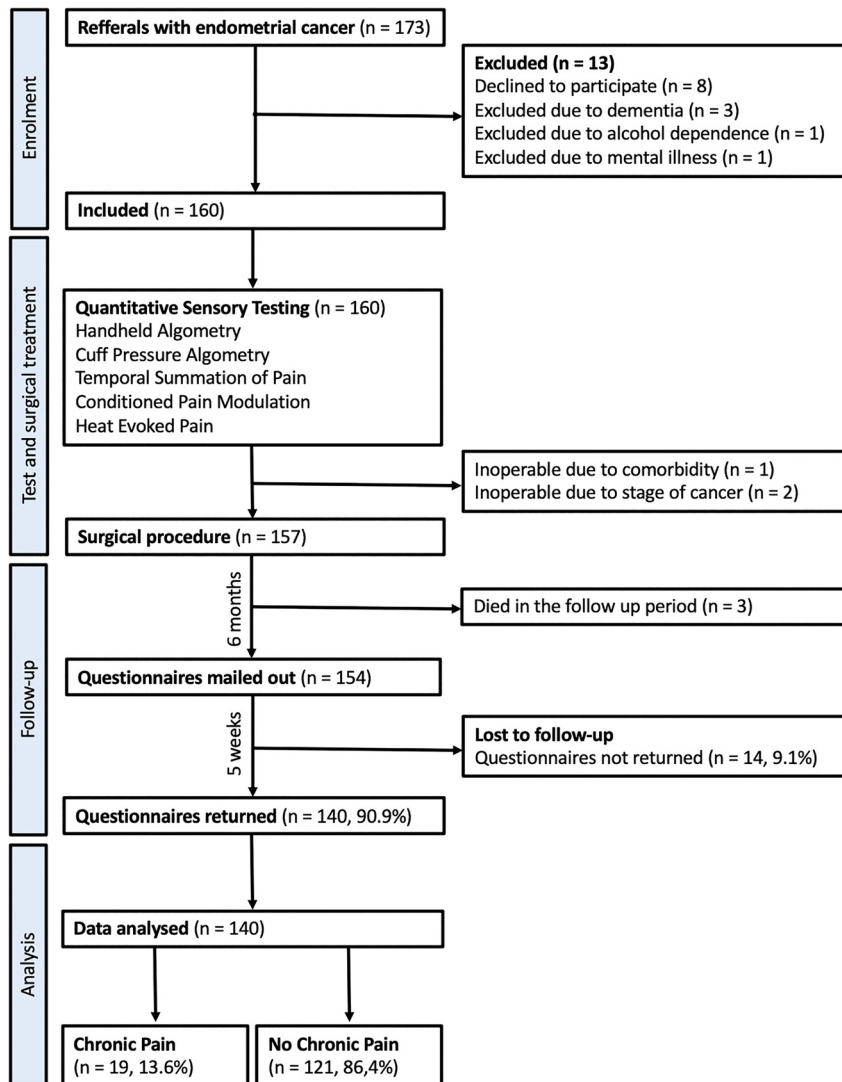 Enrolment
Refferals with endometrial cancer (n = 173)
Excluded (n = 13)
Declined to participate (n = 8)
Excluded due to dementia (n = 3)
Excluded due to alcohol dependence (n = 1)
Excluded due to mental illness (n = 1)
Included (n = 160)
Test and surgical treatment
Quantitative Sensory Testing (n = 160)
Handheld Algometry
Cuff Pressure Algometry
Temporal Summation of Pain
Conditioned Pain Modulation
Heat Evoked Pain
Inoperable due to comorbidity (n = 1)
Inoperable due to stage of cancer (n = 2)
Surgical procedure (n = 157)
Follow-up
6 months
Died in the follow up period (n = 3)
Questionnaires mailed out (n = 154)
5 weeks
Lost to follow-up
Questionnaires not returned (n = 14, 9.1%)
Questionnaires returned (n = 140, 90.9%)
Analysis
Data analysed (n = 140)
Chronic Pain
(n = 19, 13.6%)
No Chronic Pain
(n = 121, 86,4%)